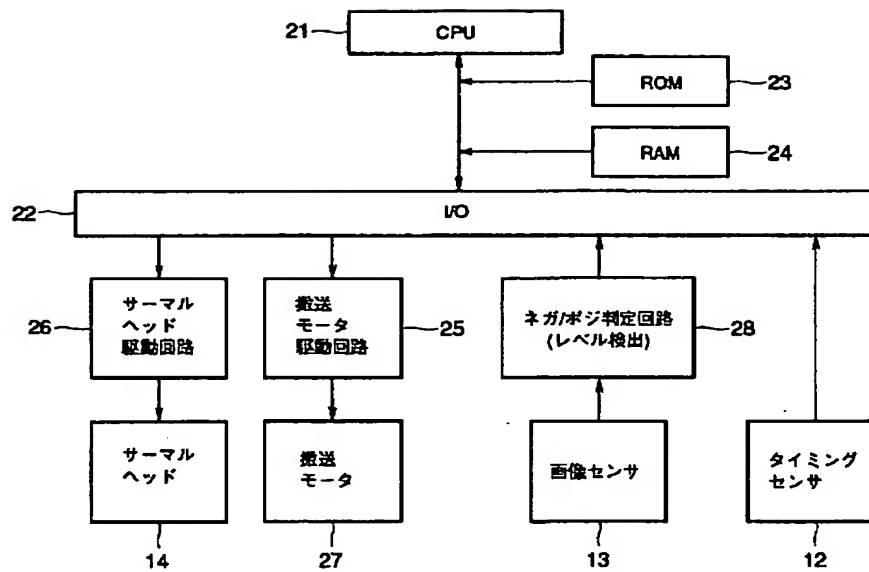 21
CPU
ROM
23
RAM
24
22
I/O
26
サーマル
ヘッド
駆動回路
搬送
モータ
駆動回路
25
ネガ/ポジ判定回路
(レベル検出)
28
サーマル
ヘッド
搬送
モータ
画像センサ
タイミング
センサ
14
27
13
12